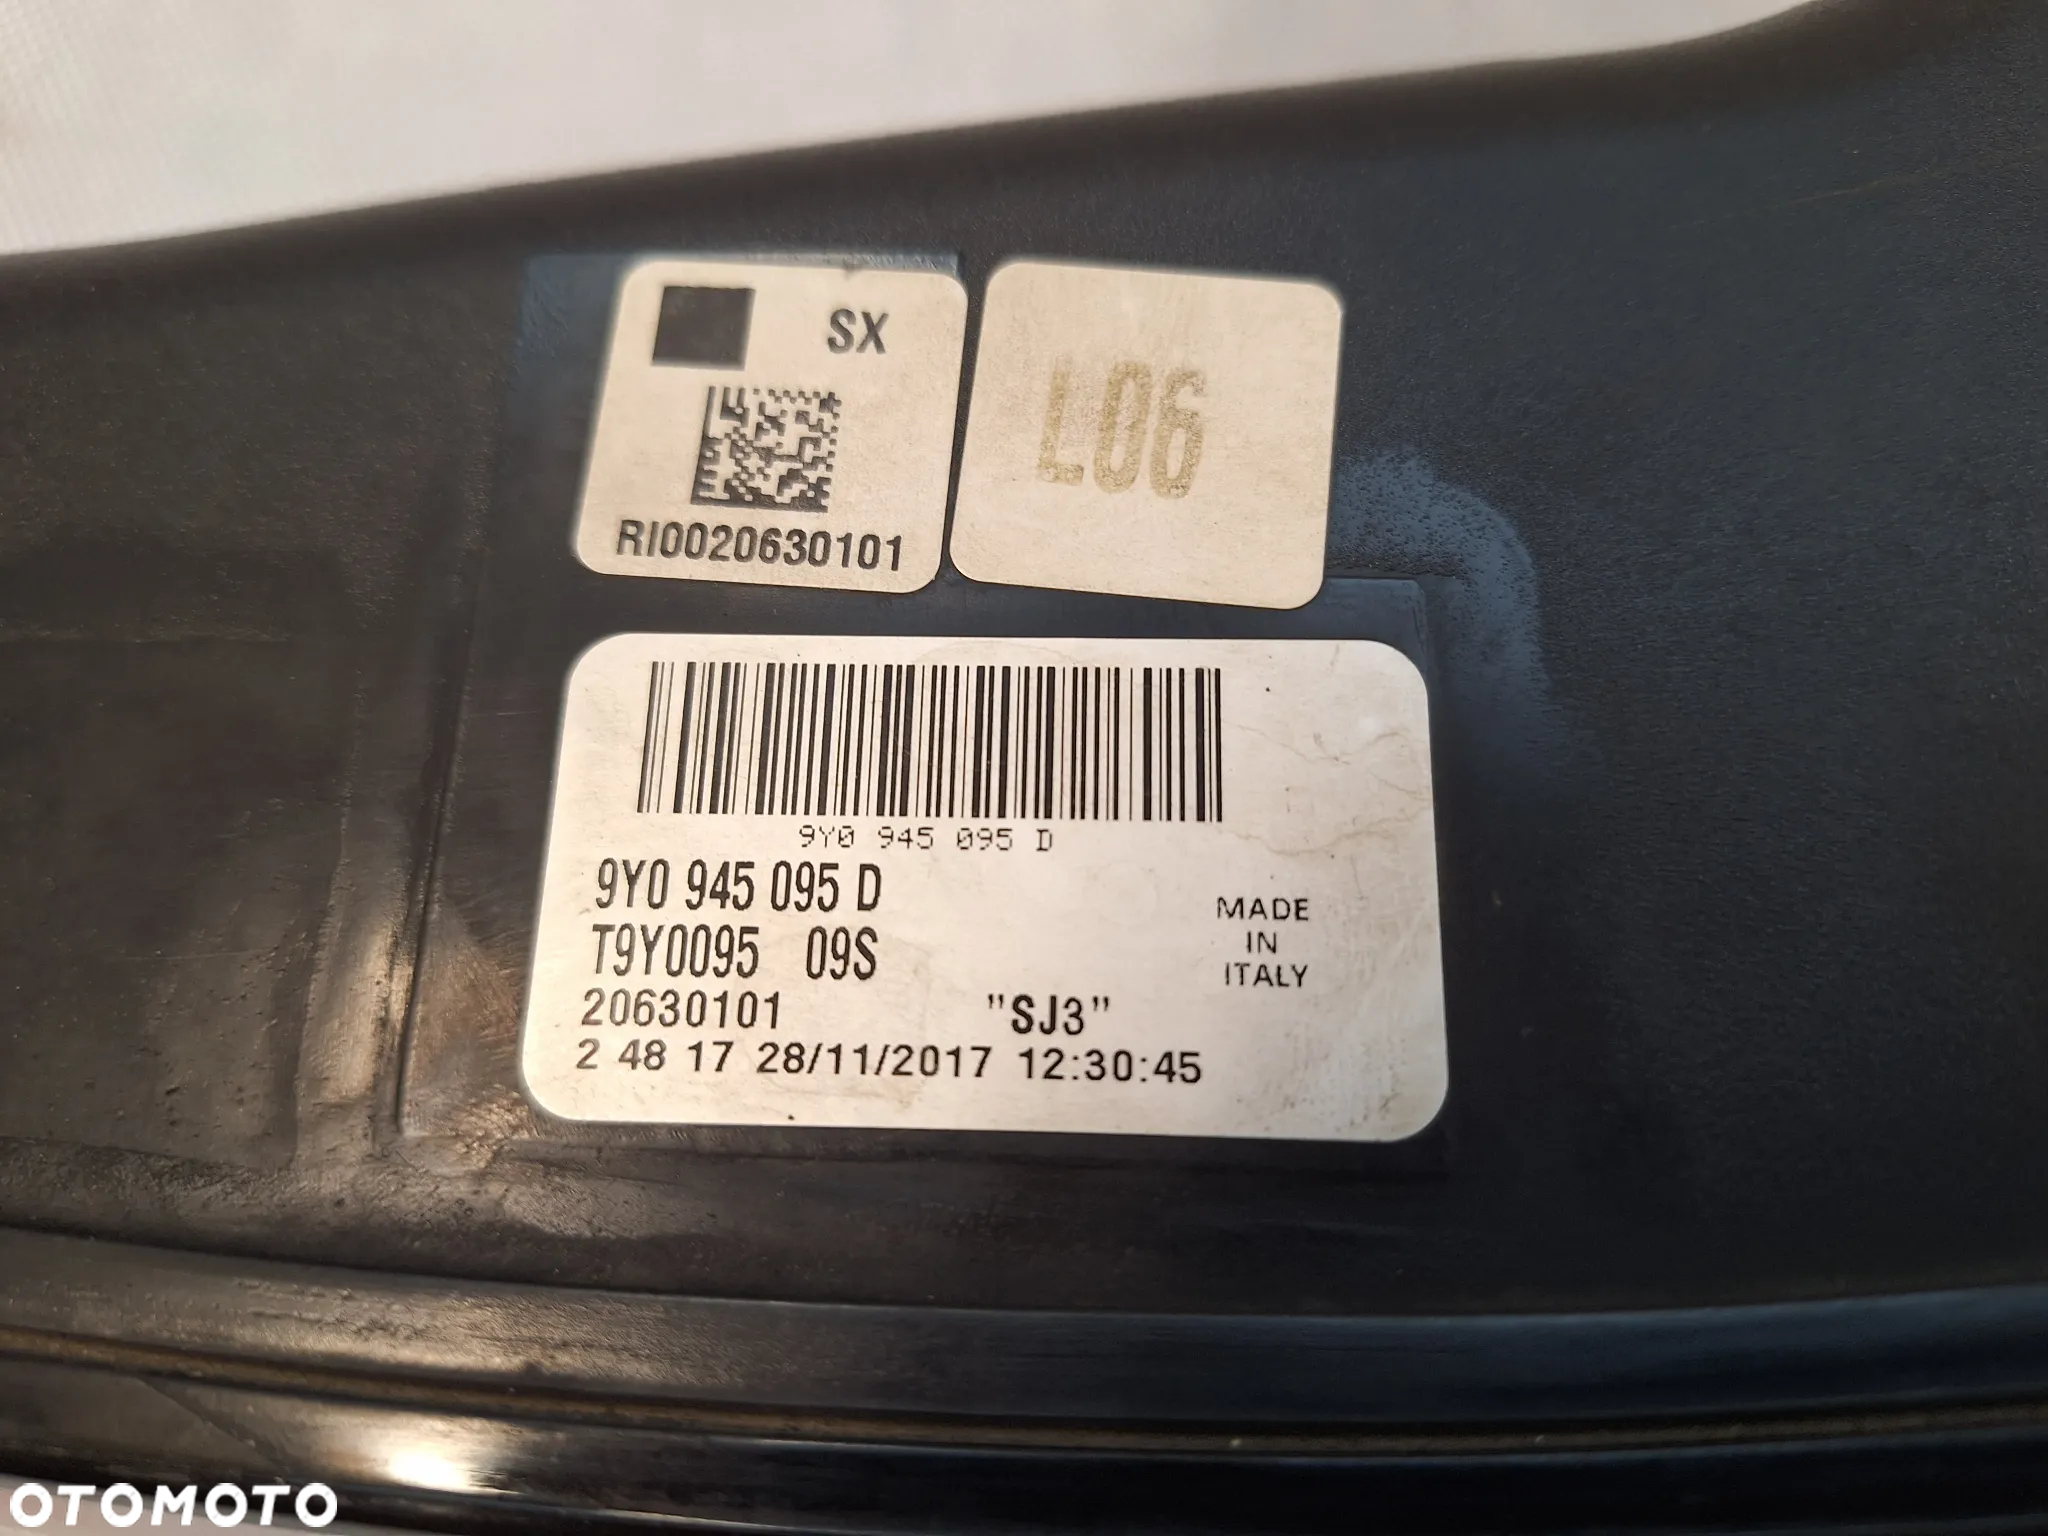 SX
RI0020630101
L06
9Y0 945 095 D
9Y0 945 095 D
T9Y0095 09S
20630101 "SJ3"
2 48 17 28/11/2017 12:30:45
MADE
IN
ITALY
OTOMOTO